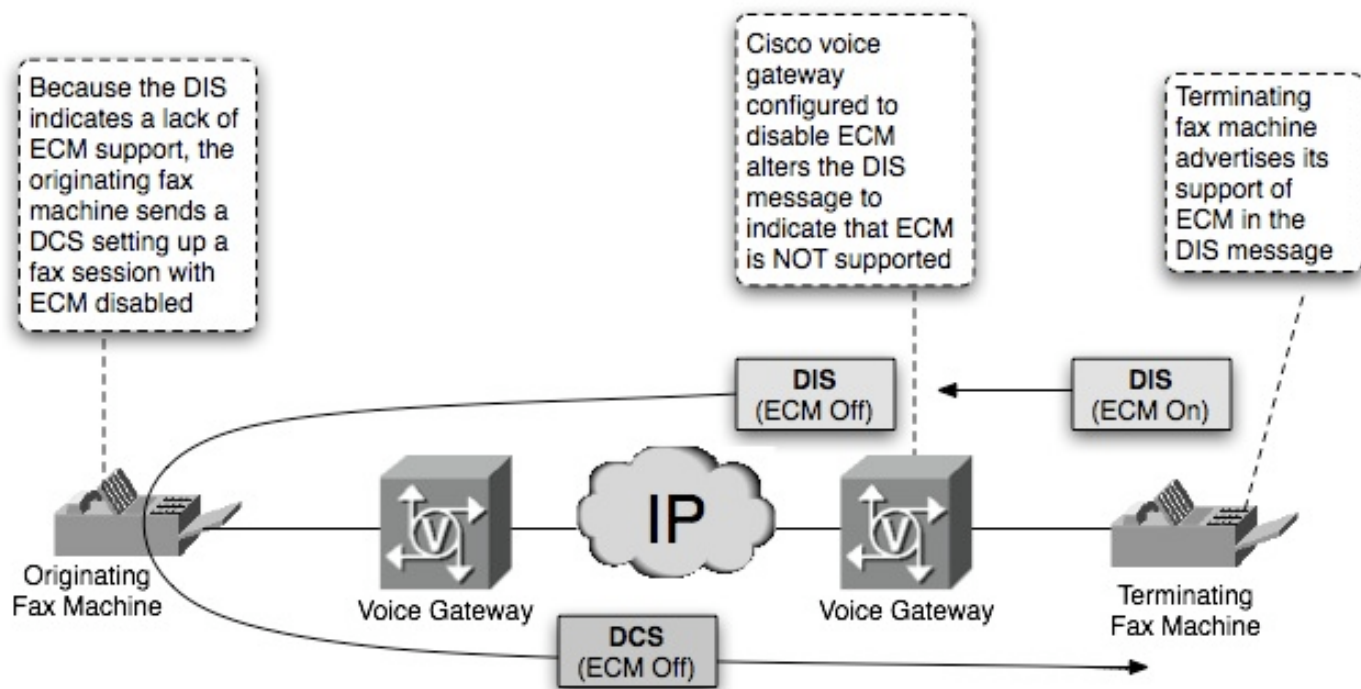 Because the DIS
indicates a lack of
ECM support, the
originating fax
machine sends a
DCS setting up a
fax session with
ECM disabled
Cisco voice
gateway
configured to
disable ECM
alters the DIS
message to
indicate that ECM
is NOT supported
Terminating
fax machine
advertises its
support of
ECM in the
DIS message
DIS
(ECM Off)
DIS
(ECM On)
IP
V
V
Originating
Fax Machine
Voice Gateway
Voice Gateway
Terminating
Fax Machine
DCS
(ECM Off)